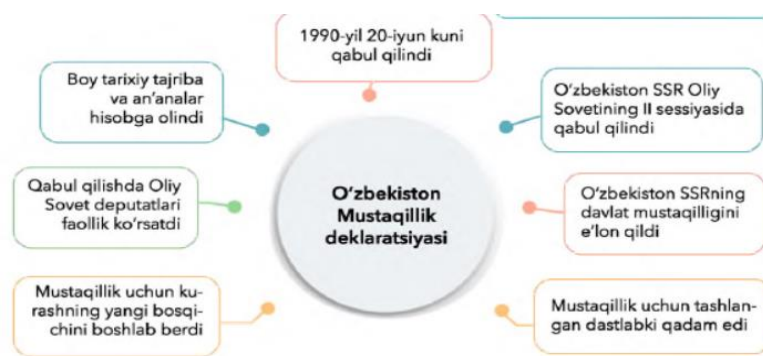 1990-yil 20-iyun kuni
qabul qilindi
Boy tarixiy tajriba
va an’analar
hisobga olindi
O‘zbekiston SSR Oliy
Sovetining II sessiyasida
qabul qilindi
Qabul qilishda Oliy
Sovet deputatlari
faollik ko‘rsatdi
O‘zbekiston
Mustaqillik
deklaratsiyasi
O‘zbekiston SSRning
davlat mustaqilligini
e’lon qildi
Mustaqillik uchun ku-
rashning yangi bosqi-
chini boshlab berdi
Mustaqillik uchun tashlan-
gan dastlabki qadam edi